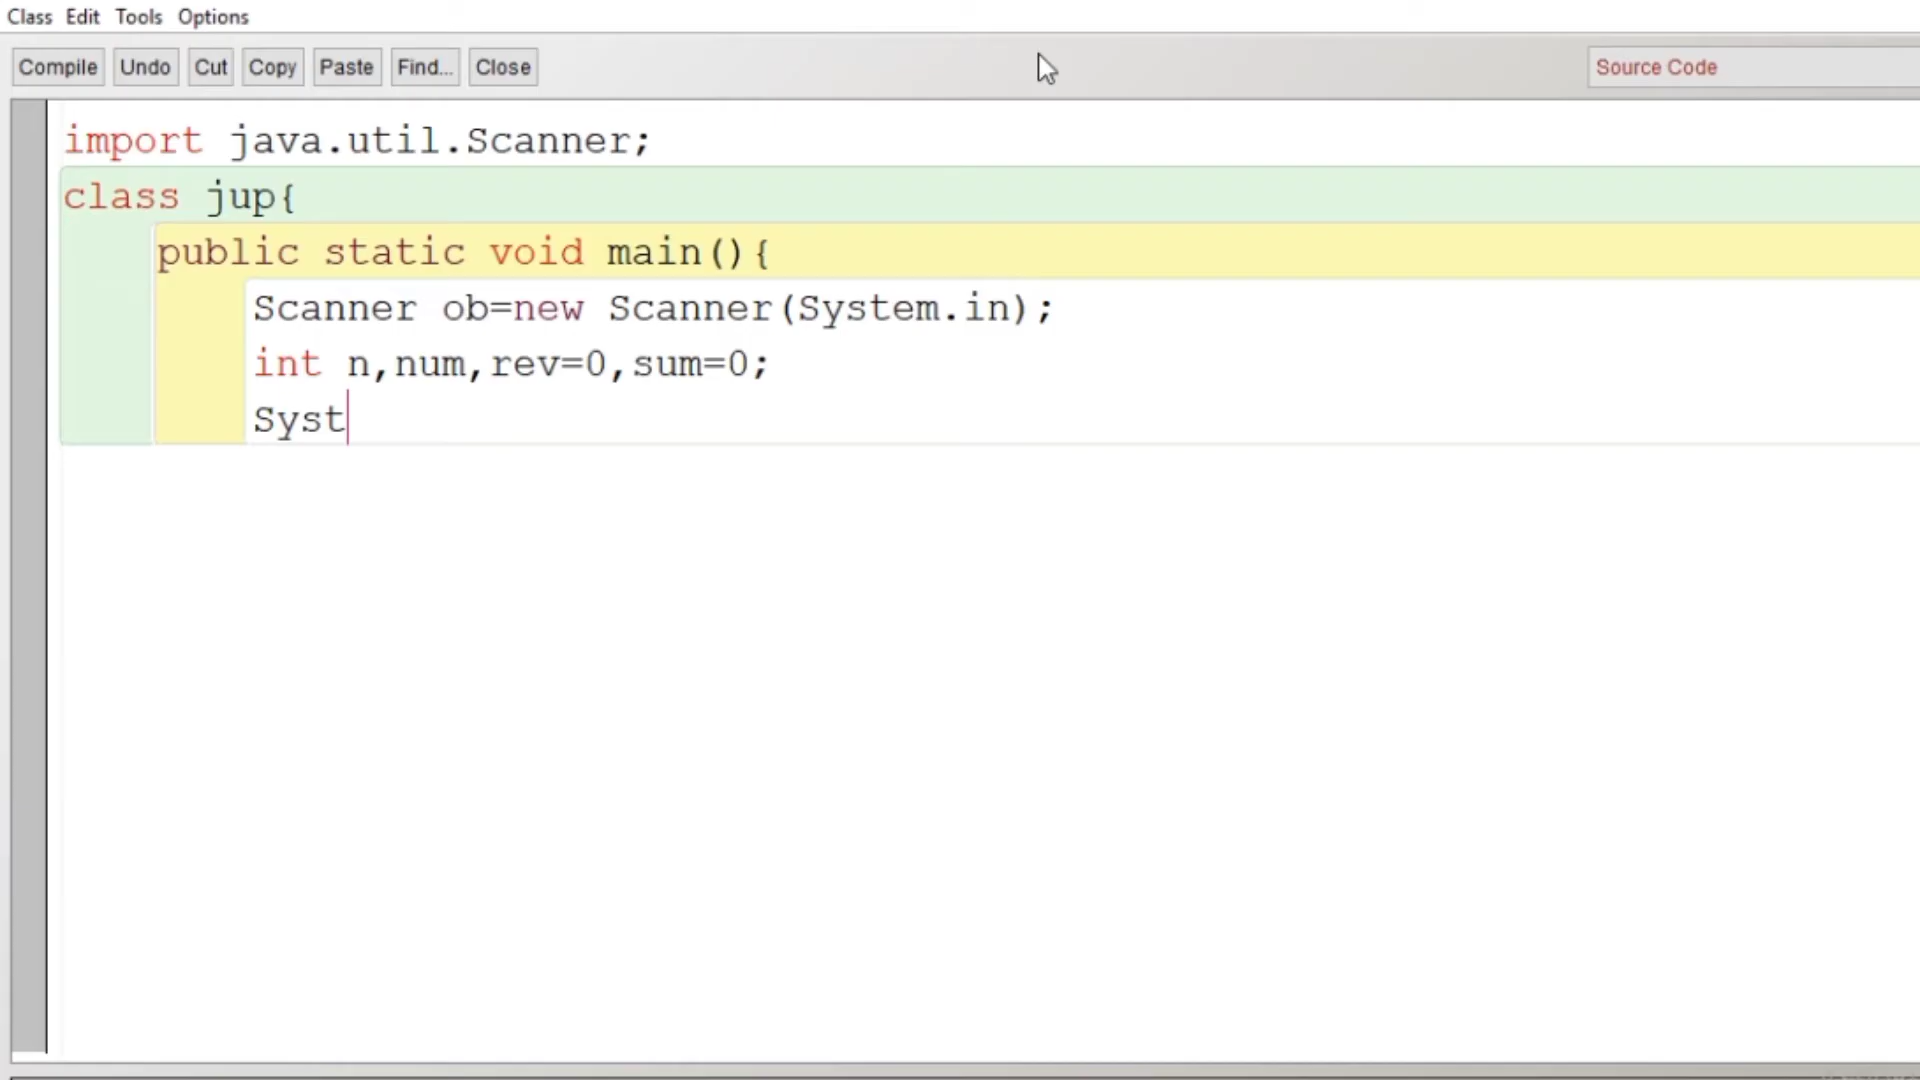 Class Edit Tools Options
Compile Undo Cut Copy Paste Find... Close Source Code
import java.util.Scanner;
class jup{
public static void main(){
Scanner ob=new Scanner(System.in);
int n,num,rev=0,sum=0;
Syst